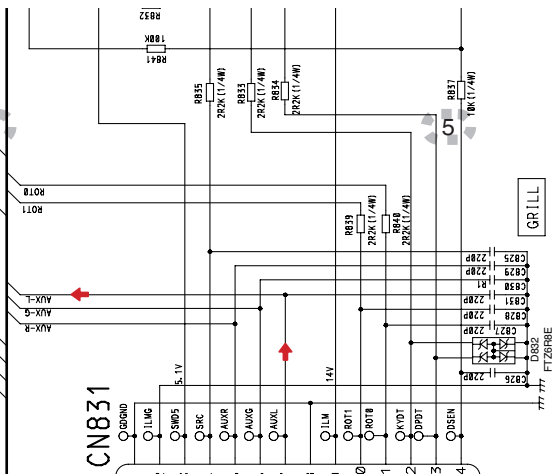 R832
100K
R841
R835
2R2K(1/4W)
R833
2R2K(1/4W)
R834
2R2K(1/4W)
R837
10K(1/4W)
5
ROT0
ROT1
R839
2R2K(1/4W)
R840
2R2K(1/4W)
GRILL
220P
C825
220P
C829
R1
C830
220P
C831
220P
C828
220P
C827
220P
C826
D832
FTZ6R8E
AUX-L
AUX-G
AUX-R
5.1V
14V
CN831
GDGND
ILMG
SWD5
SRC
AUXR
AUXG
AUXL
ILM
ROT1
ROT0
KYDT
DPDT
DSEN
0
1
2
3
4